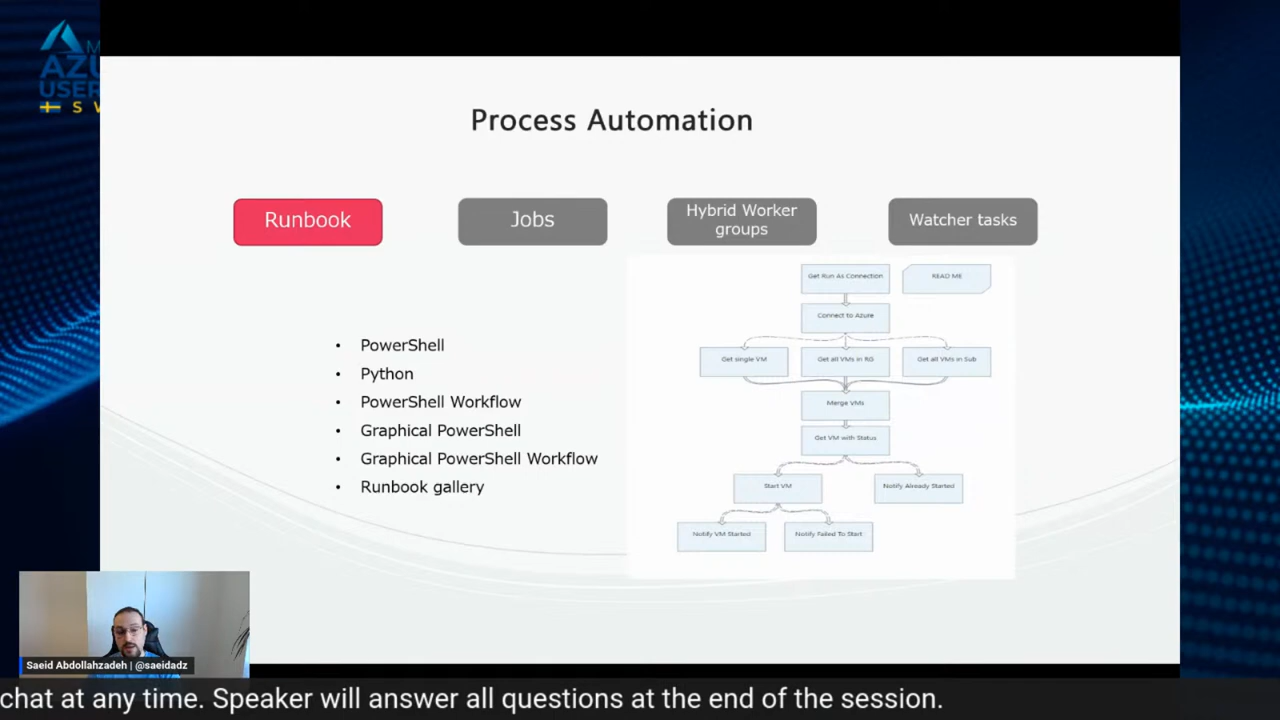 M
AZU
USER
S W
Process Automation
Runbook
Jobs
Hybrid Worker
groups
Watcher tasks
Get Run As Connection
READ ME
Connect to Azure
Get single VM
Get all VMs in RG
Get all VMs in Sub
Merge VMs
Get VM with Status
Start VM
Notify Already Started
Notify VM Started
Notify Failed To Start
• PowerShell
• Python
• PowerShell Workflow
• Graphical PowerShell
• Graphical PowerShell Workflow
• Runbook gallery
Saeid Abdollahzadeh | @saeidadz
chat at any time. Speaker will answer all questions at the end of the session.